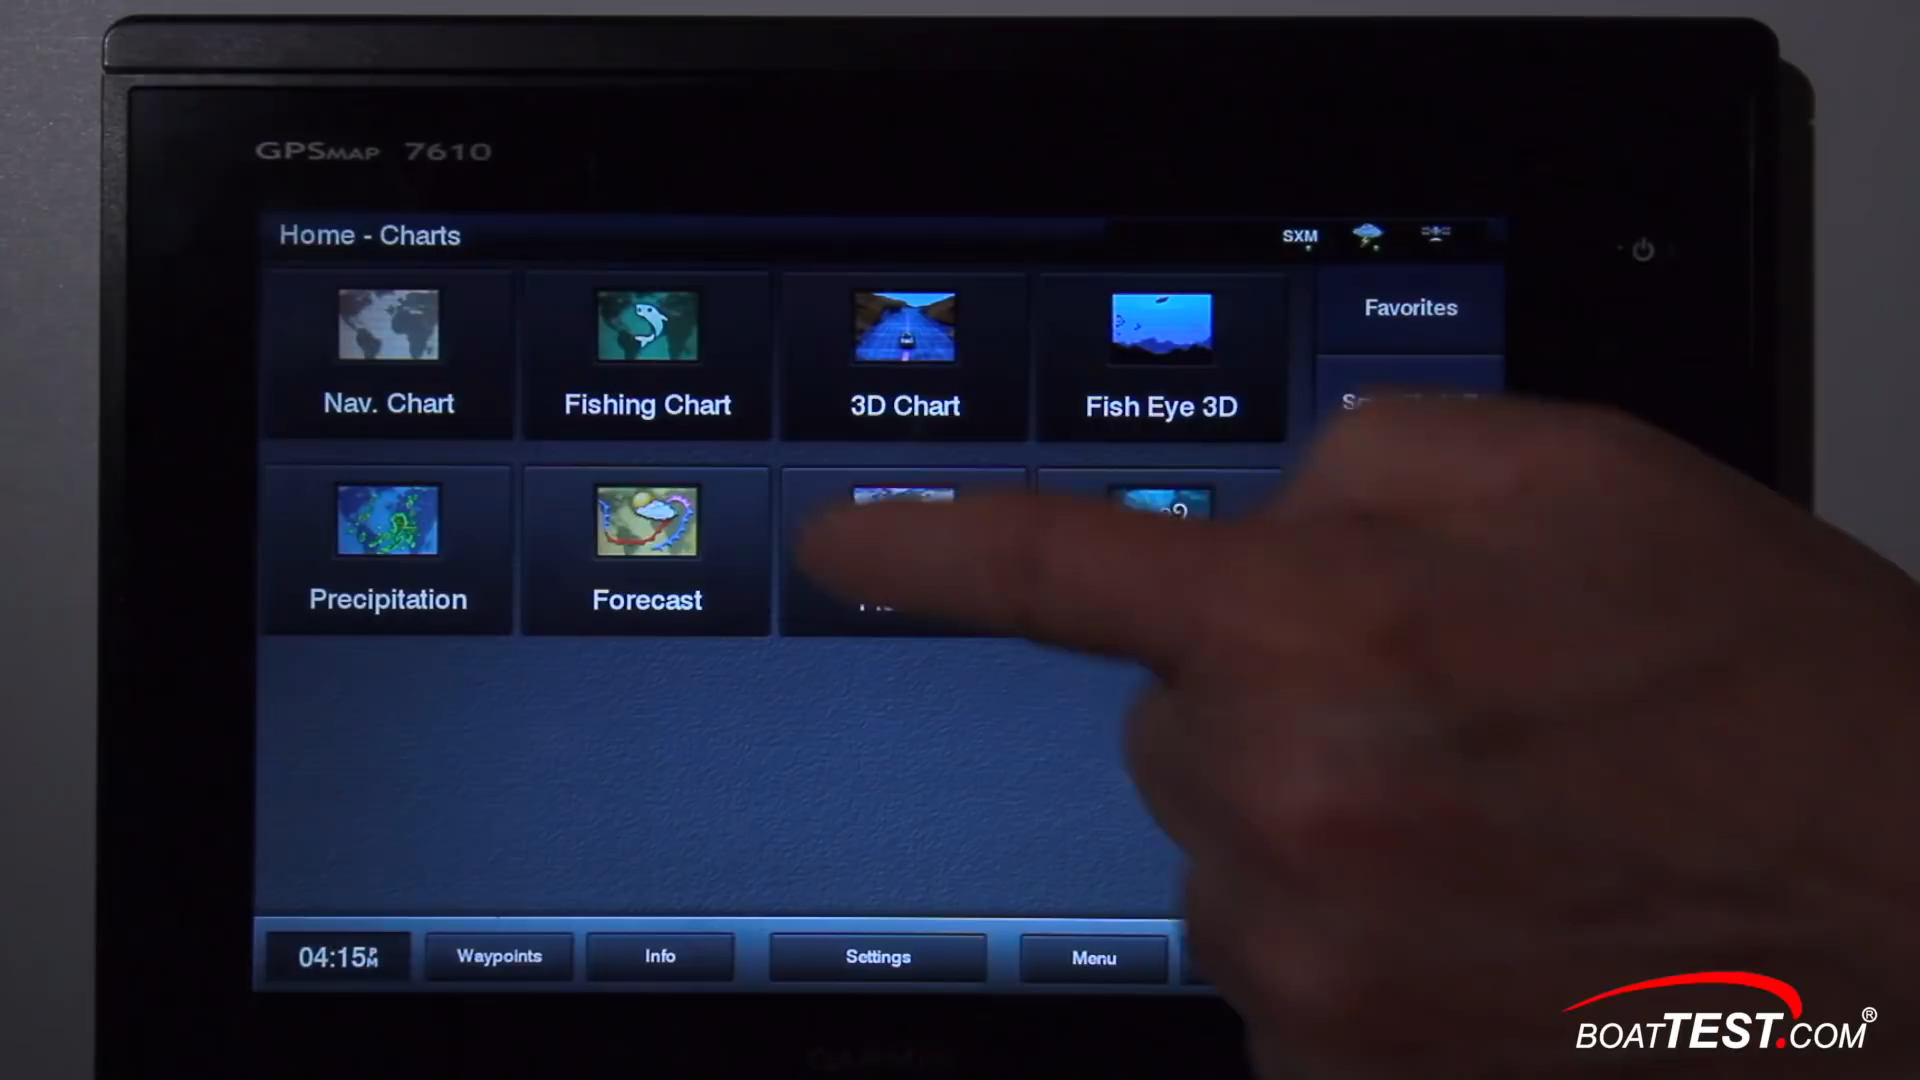 GPSMAP 7610
Home - Charts
SXM
Favorites
Nav. Chart
Fishing Chart
3D Chart
Fish Eye 3D
Precipitation
Forecast
04:15PM
Waypoints
Info
Settings
Menu
BOATTEST.COM®